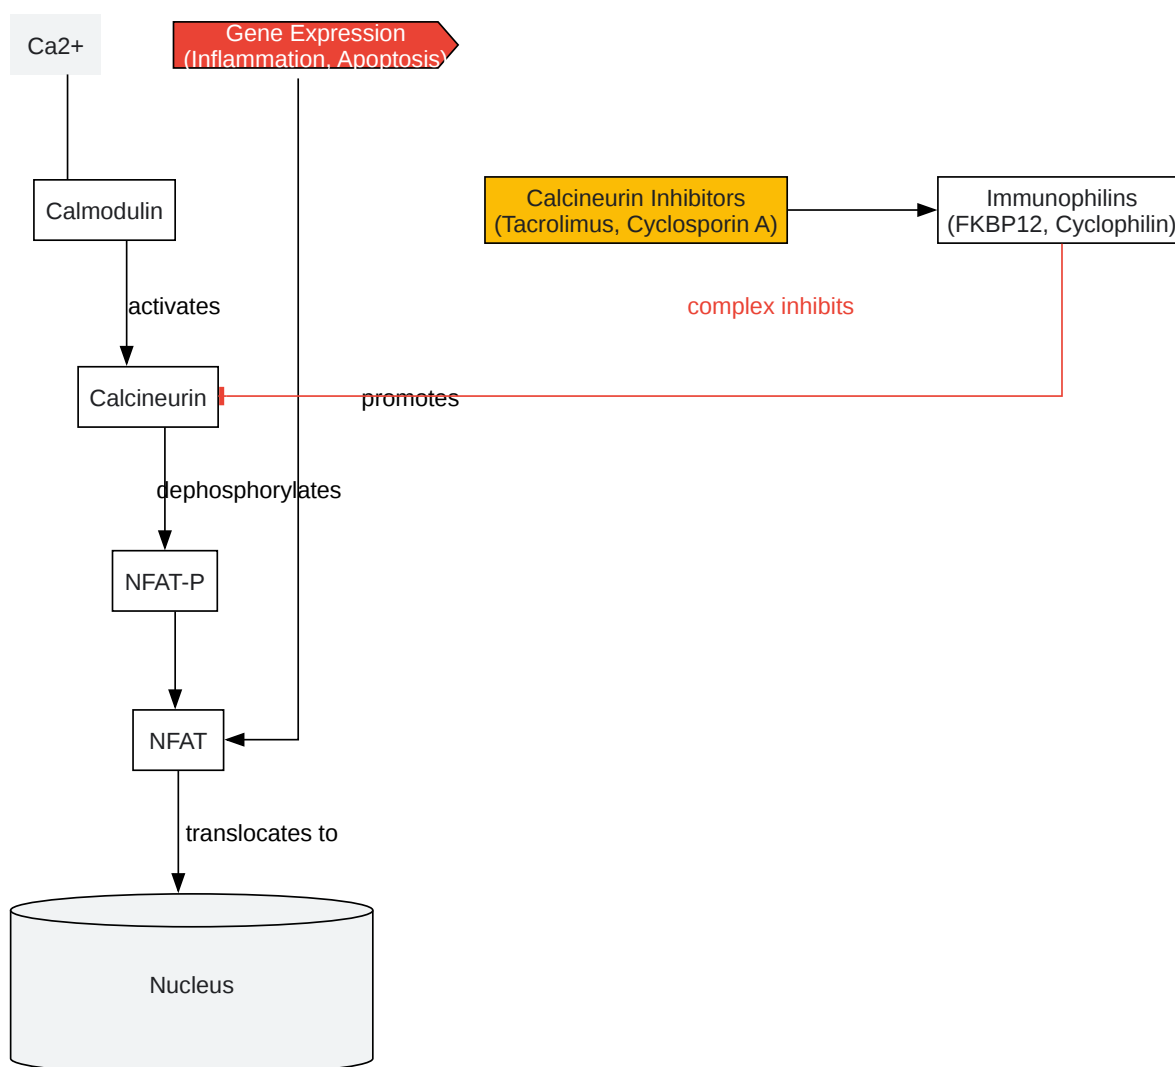 Ca2+
Gene Expression
(Inflammation, Apoptosis)
Calmodulin
Calcineurin Inhibitors
(Tacrolimus, Cyclosporin A)
Immunophilins
(FKBP12, Cyclophilin)
activates
complex inhibits
Calcineurin
promotes
dephosphorylates
NFAT-P
NFAT
translocates to
Nucleus